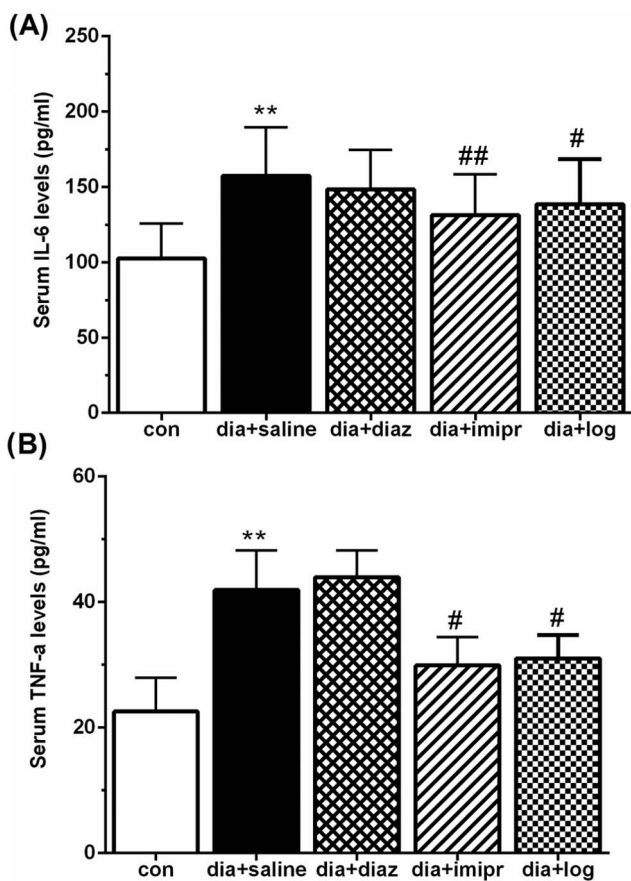 (A)
Serum IL-6 levels (pg/ml)
250
200
150
100
50
0
**
##
#
con dia+saline dia+diaz dia+imipr dia+log
(B)
Serum TNF-a levels (pg/ml)
60
40
20
0
**
#
#
con dia+saline dia+diaz dia+imipr dia+log